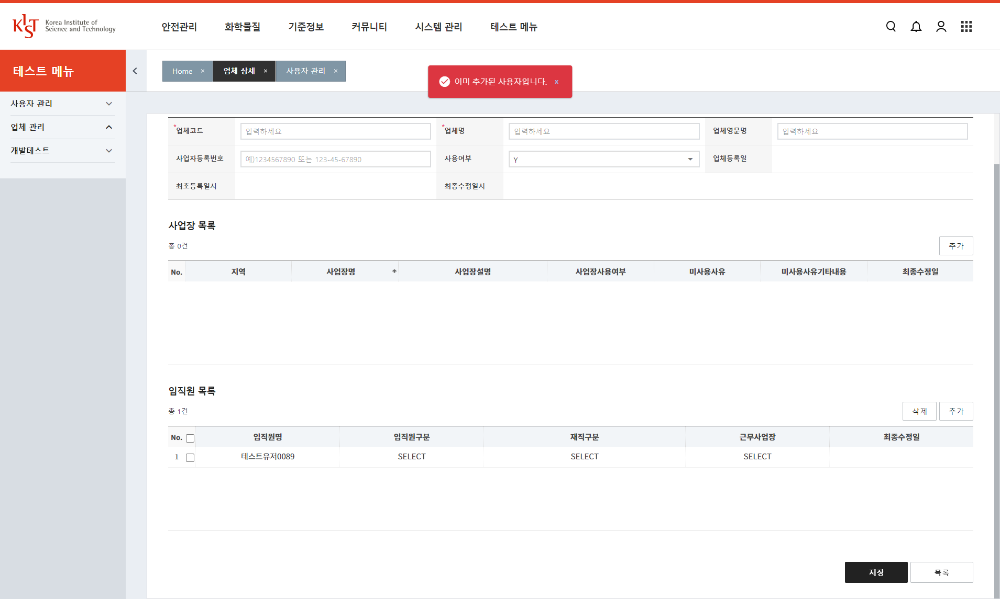 KIST Korea Institute of
Science and Technology
안전관리 화학물질 기준정보 커뮤니티 시스템 관리 테스트 메뉴
테스트 메뉴
Home × 업체 상세 × 사용자 관리 ×
이미 추가된 사용자입니다. x
사용자 관리
업체 관리
개발테스트
*업체코드 입력하세요 *업체명 입력하세요 업체영문명 입력하세요
사업자등록번호 예)1234567890 또는 123-45-67890 사용여부 Y 업체등록일
최초등록일시 최종수정일시
사업장 목록
총 0건 추가
No. 지역 사업장명 사업장설명 사업장사용여부 미사용사유 미사용사유기타내용 최종수정일
임직원 목록
총 1건 삭제 추가
No. 임직원명 임직원구분 재직구분 근무사업장 최종수정일
1 테스트유저0089 SELECT SELECT SELECT
저장 목록